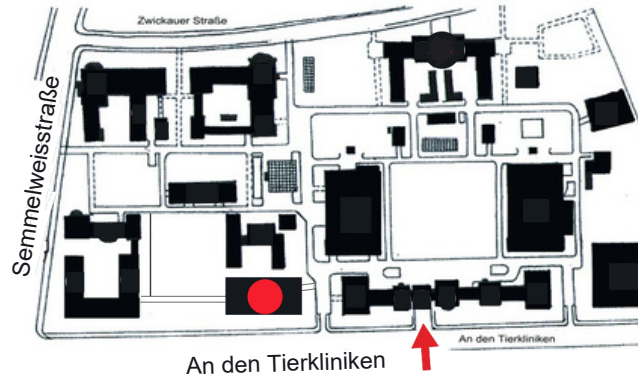 Zwickauer Straße
Semmelweisstraße
An den Tierkliniken
An den Tierkliniken